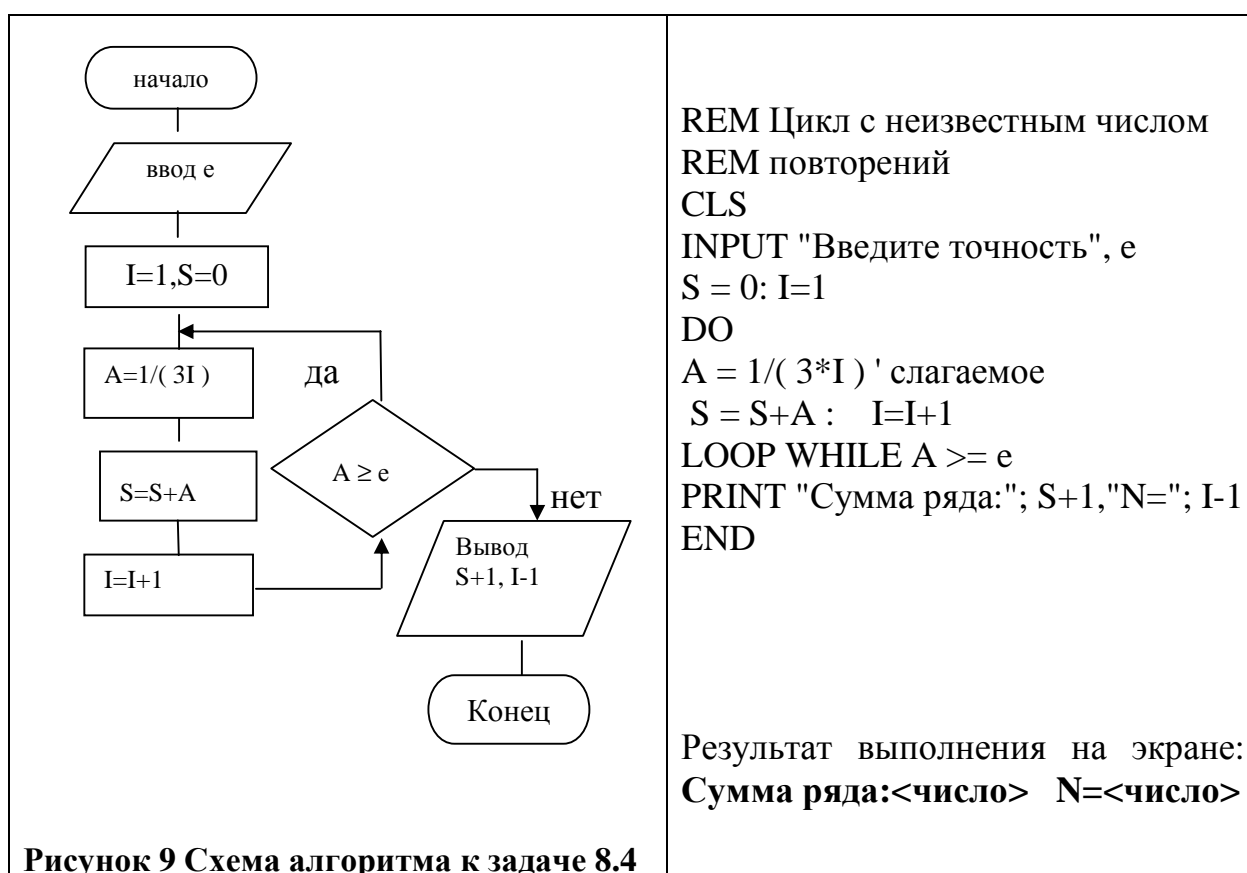 начало
ввод e
I=1,S=0
A=1/( 3I )
да
S=S+A
A ≥ e
нет
I=I+1
Вывод
S+1, I-1
Конец
Рисунок 9 Схема алгоритма к задаче 8.4
REM Цикл с неизвестным числом
REM повторений
CLS
INPUT "Введите точность", e
S = 0: I=1
DO
A = 1/( 3*I ) ' слагаемое
S = S+A :    I=I+1
LOOP WHILE A >= e
PRINT "Сумма ряда:"; S+1,"N="; I-1
END
Результат выполнения на экране:
Сумма ряда:<число>   N=<число>